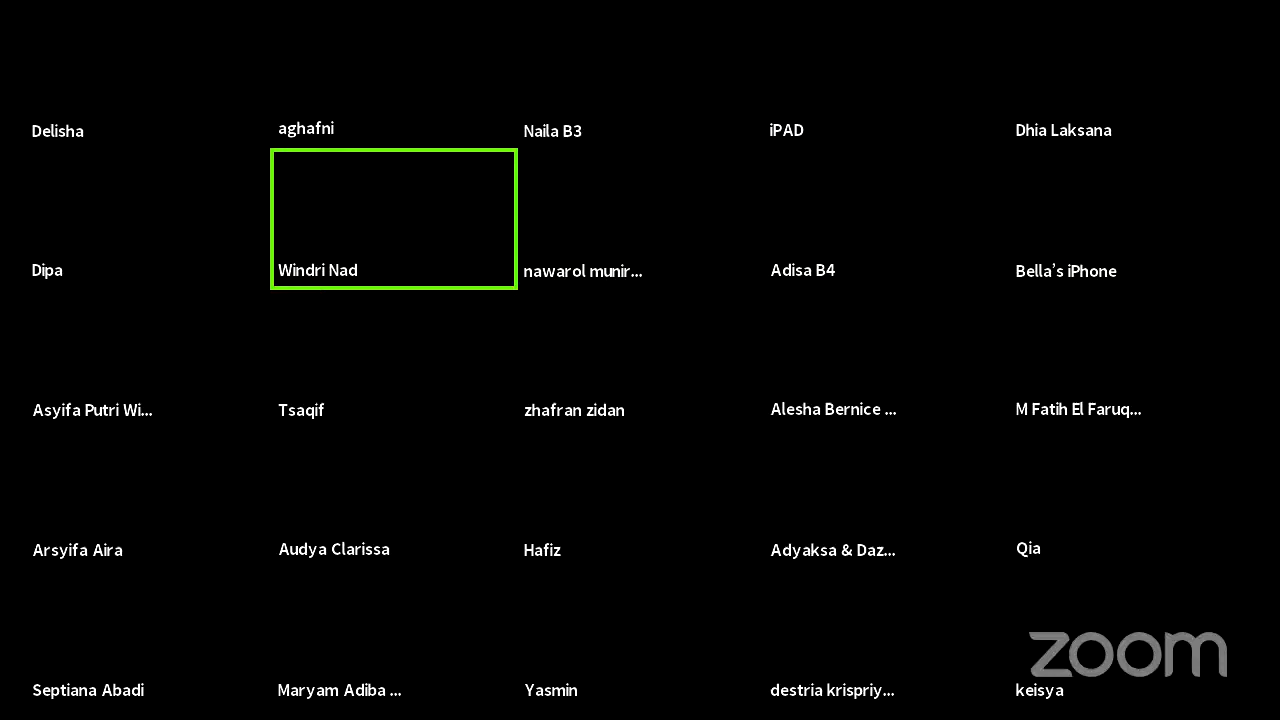 Delisha
aghafni
Naila B3
iPAD
Dhia Laksana
Dipa
Windri Nad
nawarol munir...
Adisa B4
Bella’s iPhone
Asyifa Putri Wi...
Tsaqif
zhafran zidan
Alesha Bernice ...
M Fatih El Faruq...
Arsyifa Aira
Audya Clarissa
Hafiz
Adyaksa & Daz...
Qia
Septiana Abadi
Maryam Adiba ...
Yasmin
destria krispriy...
keisya
zoom